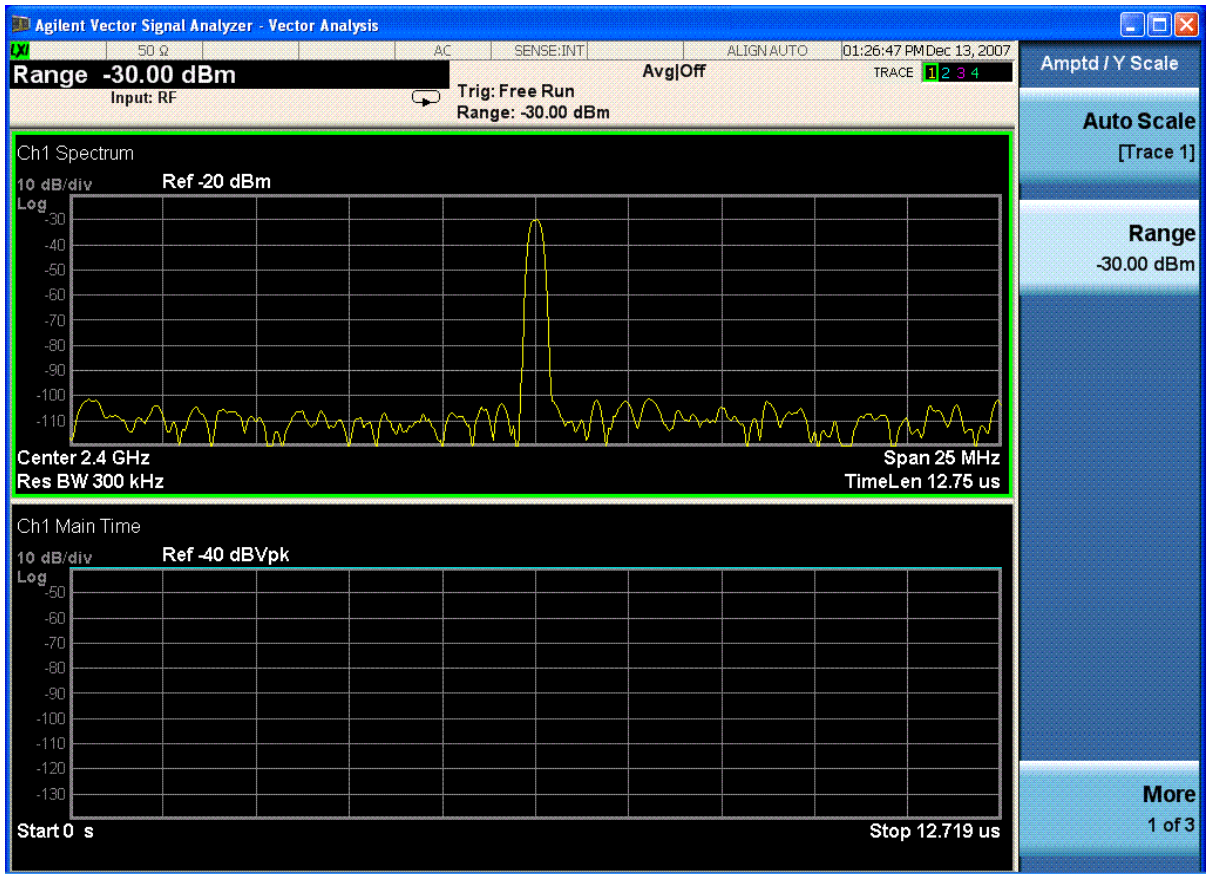 Agilent Vector Signal Analyzer - Vector Analysis
LXI 50 Ω AC SENSE:INT ALIGN AUTO 01:26:47 PM Dec 13, 2007
Range -30.00 dBm
Input: RF
Trig: Free Run
Range: -30.00 dBm
Avg|Off
TRACE 1 2 3 4
Ch1 Spectrum
10 dB/div Ref -20 dBm
Log
-30
-40
-50
-60
-70
-80
-90
-100
-110
Center 2.4 GHz Span 25 MHz
Res BW 300 kHz TimeLen 12.75 us
Ch1 Main Time
10 dB/div Ref -40 dBVpk
Log
-50
-60
-70
-80
-90
-100
-110
-120
-130
Start 0 s Stop 12.719 us
Amptd / Y Scale
Auto Scale
[Trace 1]
Range
-30.00 dBm
More
1 of 3